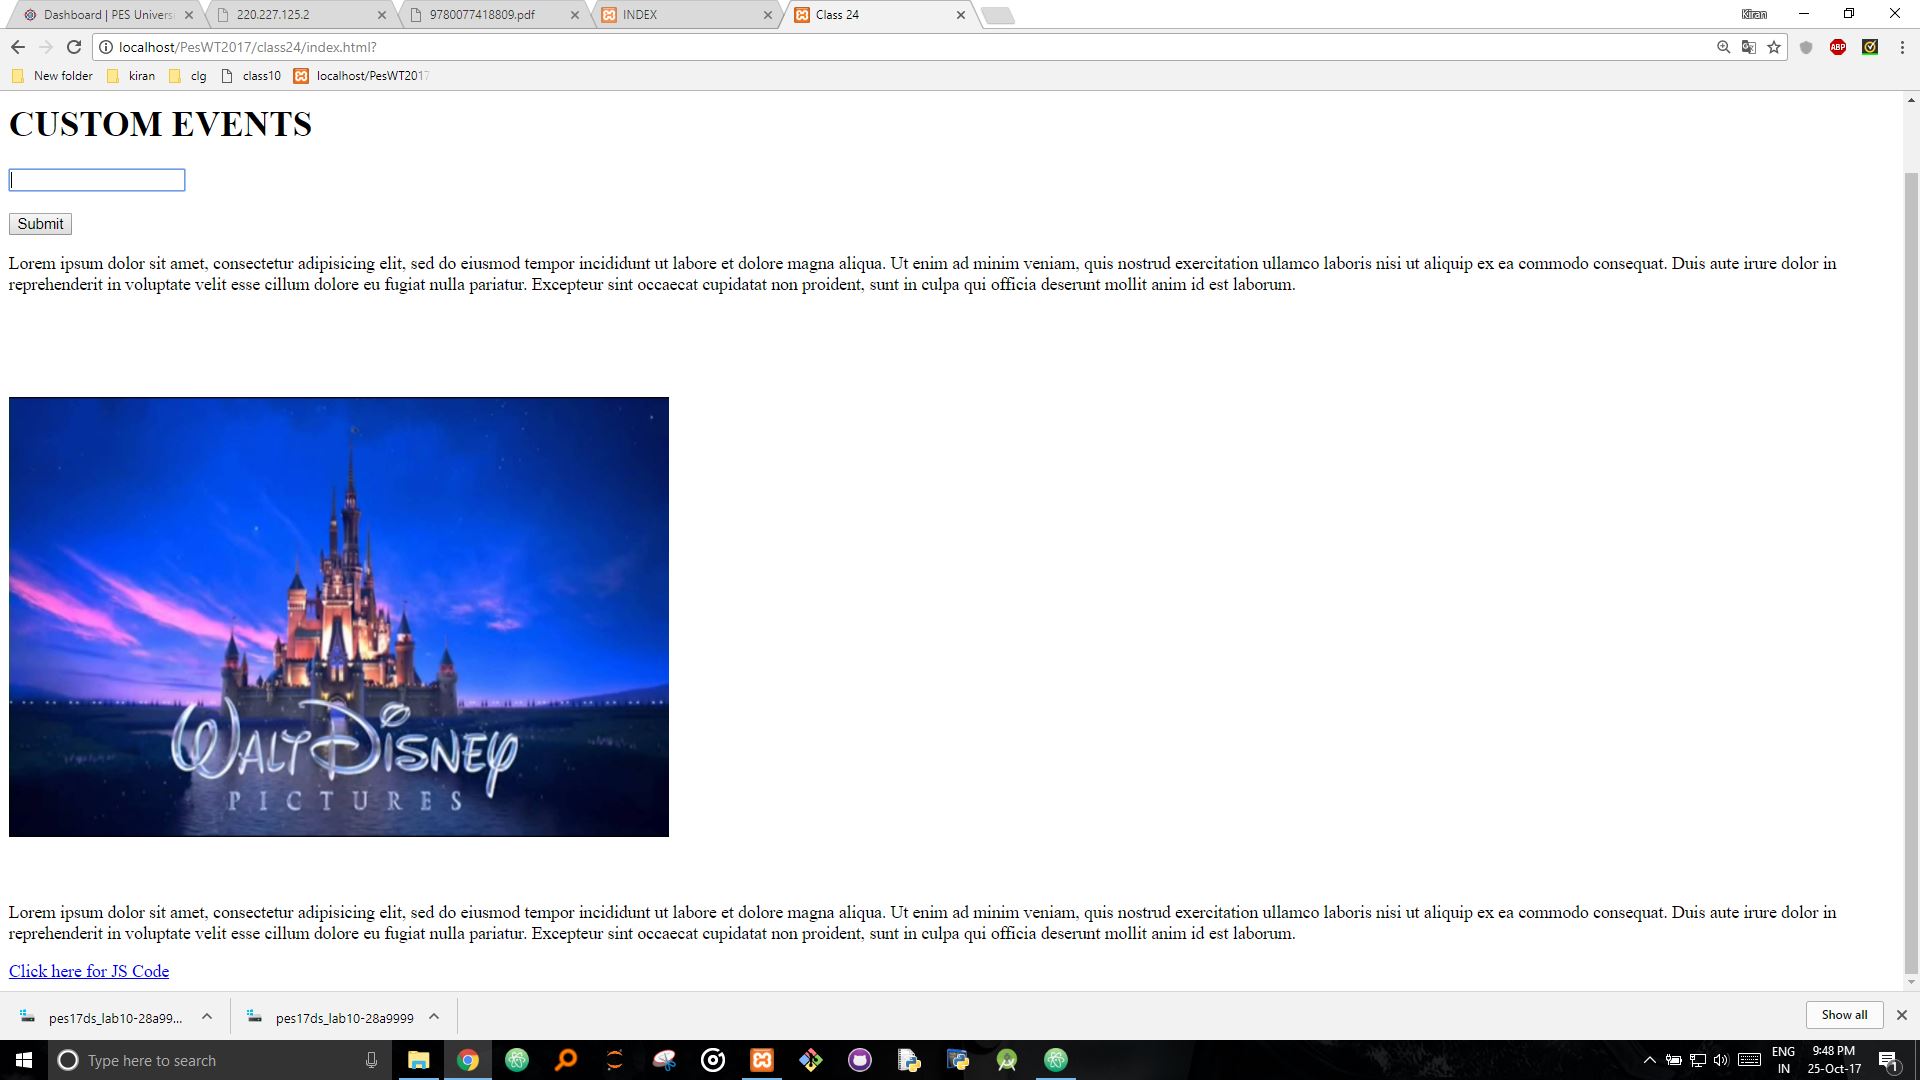 Dashboard | PES Univers
220.227.125.2
9780077418809.pdf
INDEX
Class 24
Kiran
localhost/PesWT2017/class24/index.html?
ABP
New folder
kiran
clg
class10
localhost/PesWT2017
CUSTOM EVENTS
Submit
Lorem ipsum dolor sit amet, consectetur adipisicing elit, sed do eiusmod tempor incididunt ut labore et dolore magna aliqua. Ut enim ad minim veniam, quis nostrud exercitation ullamco laboris nisi ut aliquip ex ea commodo consequat. Duis aute irure dolor in
reprehenderit in voluptate velit esse cillum dolore eu fugiat nulla pariatur. Excepteur sint occaecat cupidatat non proident, sunt in culpa qui officia deserunt mollit anim id est laborum.
WALT DISNEY
PICTURES
Lorem ipsum dolor sit amet, consectetur adipisicing elit, sed do eiusmod tempor incididunt ut labore et dolore magna aliqua. Ut enim ad minim veniam, quis nostrud exercitation ullamco laboris nisi ut aliquip ex ea commodo consequat. Duis aute irure dolor in
reprehenderit in voluptate velit esse cillum dolore eu fugiat nulla pariatur. Excepteur sint occaecat cupidatat non proident, sunt in culpa qui officia deserunt mollit anim id est laborum.
Click here for JS Code
pes17ds_lab10-28a99...
pes17ds_lab10-28a9999
Show all
Type here to search
ENG
IN
9:48 PM
25-Oct-17
1